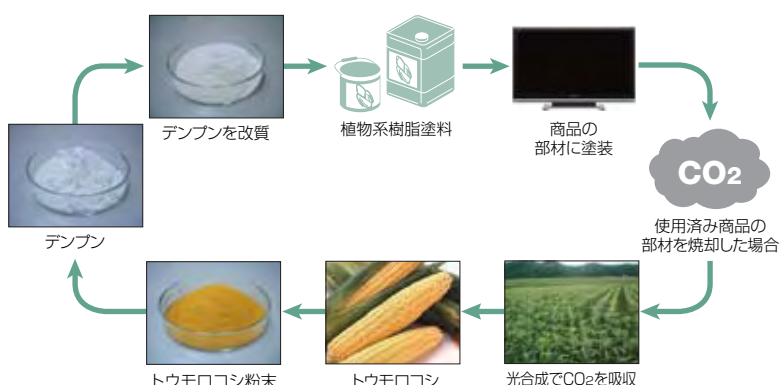 デンプンを改質
植物系樹脂塗料
商品の
部材に塗装
CO2
使用済み商品の
部材を焼却した場合
デンプン
トウモロコシ粉末
トウモロコシ
光合成でCO2を吸収